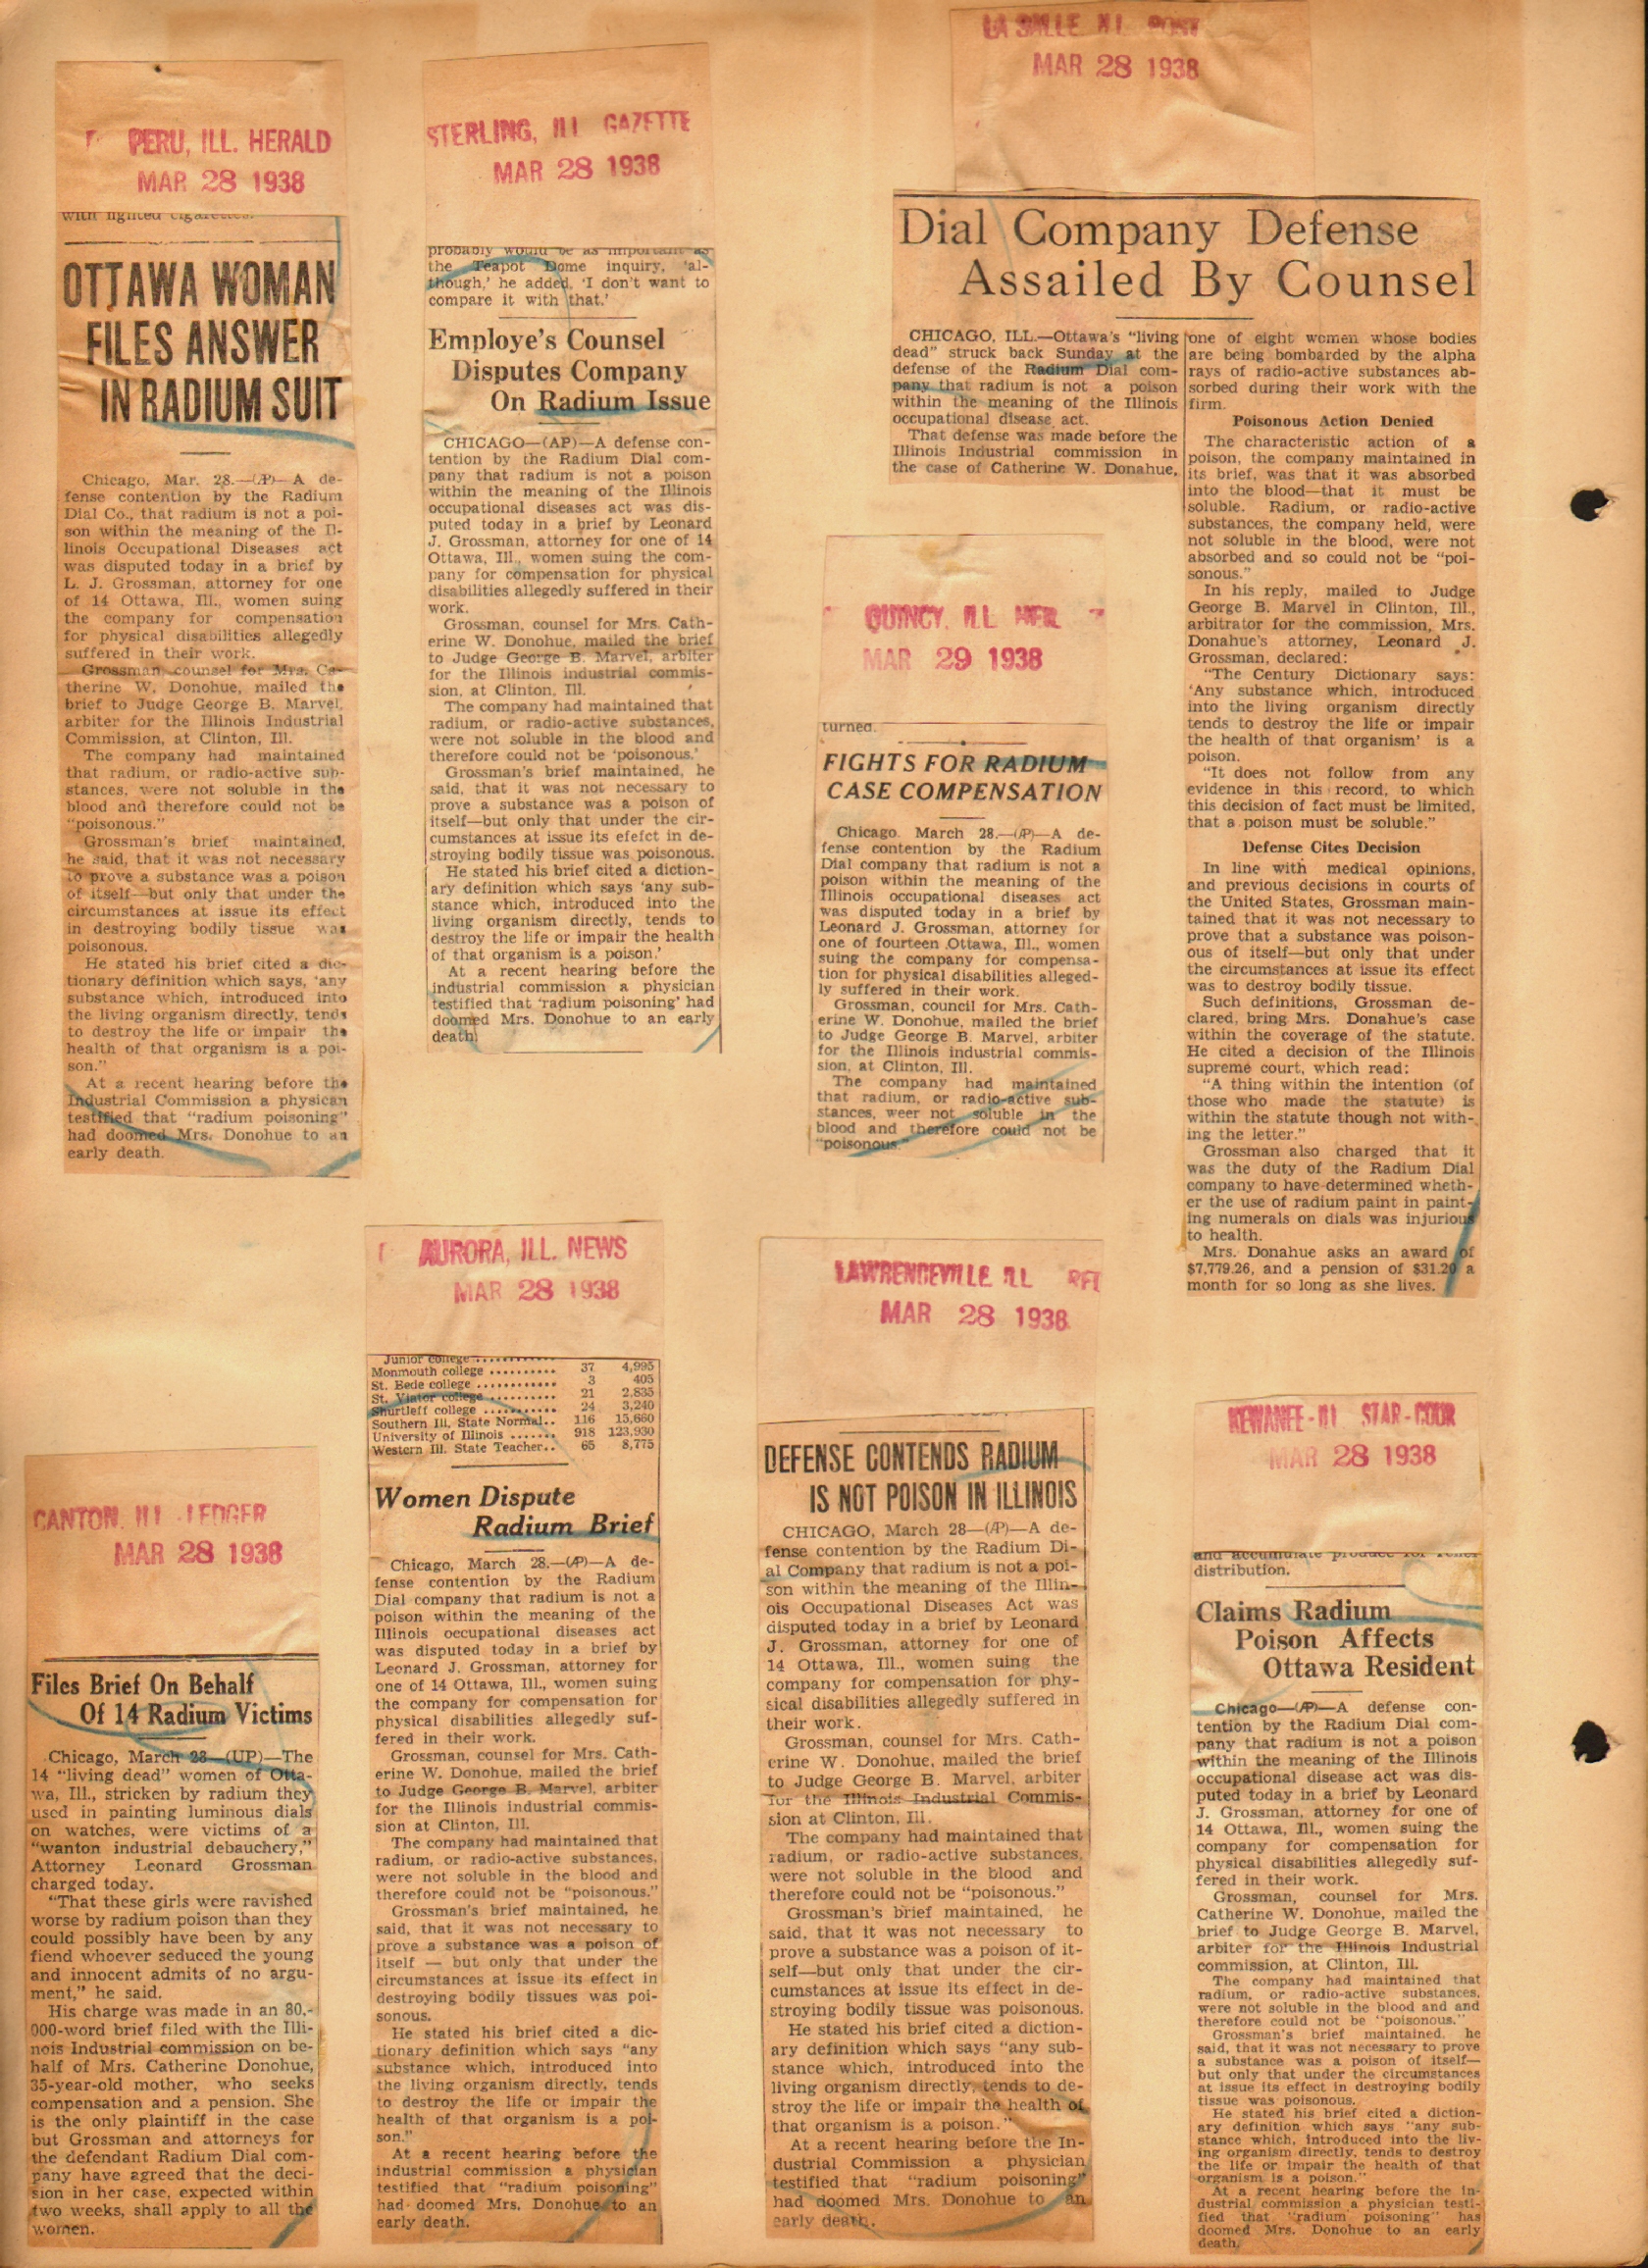 PERU, ILL. HERALD
MAR 28 1938
with lighted cigarettes.
OTTAWA WOMAN
FILES ANSWER
IN RADIUM SUIT
Chicago, Mar. 28.—(AP)—A de-
fense contention by the Radium
Dial Co., that radium is not a poi-
son within the meaning of the Il-
linois Occupational Diseases act
was disputed today in a brief by
L. J. Grossman, attorney for one
of 14 Ottawa, Ill., women suing
the company for compensation
for physical disabilities allegedly
suffered in their work.
Grossman, counsel for Mrs. Ca-
therine W. Donohue, mailed the
brief to Judge George B. Marvel,
arbiter for the Illinois Industrial
Commission, at Clinton, Ill.
The company had maintained
that radium, or radio-active sub-
stances, were not soluble in the
blood and therefore could not be
"poisonous."
Grossman's brief maintained,
he said, that it was not necessary
to prove a substance was a poison
of itself—but only that under the
circumstances at issue its effect
in destroying bodily tissue was
poisonous.
He stated his brief cited a dic-
tionary definition which says, 'any
substance which, introduced into
the living organism directly, tends
to destroy the life or impair the
health of that organism is a poi-
son."
At a recent hearing before the
Industrial Commission a physican
testified that "radium poisoning"
had doomed Mrs. Donohue to an
early death.
STERLING, ILL GAZETTE
MAR 28 1938
probably would be as important as
the Teapot Dome inquiry, 'al-
though,' he added, 'I don't want to
compare it with that.'
Employe's Counsel
Disputes Company
On Radium Issue
CHICAGO—(AP)—A defense con-
tention by the Radium Dial com-
pany that radium is not a poison
within the meaning of the Illinois
occupational diseases act was dis-
puted today in a brief by Leonard
J. Grossman, attorney for one of 14
Ottawa, Ill., women suing the com-
pany for compensation for physical
disabilities allegedly suffered in their
work.
Grossman, counsel for Mrs. Cath-
erine W. Donohue, mailed the brief
to Judge George B. Marvel, arbiter
for the Illinois industrial commis-
sion, at Clinton, Ill.
The company had maintained that
radium, or radio-active substances,
were not soluble in the blood and
therefore could not be 'poisonous.'
Grossman's brief maintained, he
said, that it was not necessary to
prove a substance was a poison of
itself—but only that under the cir-
cumstances at issue its efefct in de-
stroying bodily tissue was poisonous.
He stated his brief cited a diction-
ary definition which says 'any sub-
stance which, introduced into the
living organism directly, tends to
destroy the life or impair the health
of that organism is a poison.'
At a recent hearing before the
industrial commission a physician
testified that 'radium poisoning' had
doomed Mrs. Donohue to an early
death.
LA SALLE ILL POST
MAR 28 1938
Dial Company Defense
Assailed By Counsel
CHICAGO, ILL.—Ottawa's "living
dead" struck back Sunday at the
defense of the Radium Dial com-
pany that radium is not a poison
within the meaning of the Illinois
occupational disease act.
That defense was made before the
Illinois Industrial commission in
the case of Catherine W. Donahue,
one of eight women whose bodies
are being bombarded by the alpha
rays of radio-active substances ab-
sorbed during their work with the
firm.
Poisonous Action Denied
The characteristic action of a
poison, the company maintained in
its brief, was that it was absorbed
into the blood—that it must be
soluble. Radium, or radio-active
substances, the company held, were
not soluble in the blood, were not
absorbed and so could not be "poi-
sonous."
In his reply, mailed to Judge
George B. Marvel in Clinton, Ill.,
arbitrator for the commission, Mrs.
Donahue's attorney, Leonard J.
Grossman, declared:
"The Century Dictionary says:
'Any substance which, introduced
into the living organism directly
tends to destroy the life or impair
the health of that organism' is a
poison.
"It does not follow from any
evidence in this record, to which
this decision of fact must be limited,
that a poison must be soluble."
Defense Cites Decision
In line with medical opinions,
and previous decisions in courts of
the United States, Grossman main-
tained that it was not necessary to
prove that a substance was poison-
ous of itself—but only that under
the circumstances at issue its effect
was to destroy bodily tissue.
Such definitions, Grossman de-
clared, bring Mrs. Donahue's case
within the coverage of the statute.
He cited a decision of the Illinois
supreme court, which read:
"A thing within the intention (of
those who made the statute) is
within the statute though not with-
ing the letter."
Grossman also charged that it
was the duty of the Radium Dial
company to have determined wheth-
er the use of radium paint in paint-
ing numerals on dials was injurious
to health.
Mrs. Donahue asks an award of
$7,779.26, and a pension of $31.20 a
month for so long as she lives.
QUINCY, ILL HER
MAR 29 1938
turned.
FIGHTS FOR RADIUM
CASE COMPENSATION
Chicago. March 28.—(AP)—A de-
fense contention by the Radium
Dial company that radium is not a
poison within the meaning of the
Illinois occupational diseases act
was disputed today in a brief by
Leonard J. Grossman, attorney for
one of fourteen Ottawa, Ill., women
suing the company for compensa-
tion for physical disabilities alleged-
ly suffered in their work.
Grossman, council for Mrs. Cath-
erine W. Donohue, mailed the brief
to Judge George B. Marvel, arbiter
for the Illinois industrial commis-
sion, at Clinton, Ill.
The company had maintained
that radium, or radio-active sub-
stances, weer not soluble in the
blood and therefore could not be
"poisonous."
CANTON, ILL LEDGER
MAR 28 1938
Files Brief On Behalf
Of 14 Radium Victims
Chicago, March 28—(UP)—The
14 "living dead" women of Otta-
wa, Ill., stricken by radium they
used in painting luminous dials
on watches, were victims of a
"wanton industrial debauchery,"
Attorney Leonard Grossman
charged today.
"That these girls were ravished
worse by radium poison than they
could possibly have been by any
fiend whoever seduced the young
and innocent admits of no argu-
ment," he said.
His charge was made in an 80,-
000-word brief filed with the Illi-
nois Industrial commission on be-
half of Mrs. Catherine Donohue,
35-year-old mother, who seeks
compensation and a pension. She
is the only plaintiff in the case
but Grossman and attorneys for
the defendant Radium Dial com-
pany have agreed that the deci-
sion in her case, expected within
two weeks, shall apply to all the
women.
AURORA, ILL. NEWS
MAR 28 1938
Junior college ..........
Monmouth college .......... 37 4,995
St. Bede college ............ 3 405
St. Viator college .......... 21 2,835
Shurtleff college ........... 24 3,240
Southern Ill. State Normal.. 116 15,660
University of Illinois ....... 918 123,930
Western Ill. State Teacher.. 65 8,775
Women Dispute
Radium Brief
Chicago, March 28.—(AP)—A de-
fense contention by the Radium
Dial company that radium is not a
poison within the meaning of the
Illinois occupational diseases act
was disputed today in a brief by
Leonard J. Grossman, attorney for
one of 14 Ottawa, Ill., women suing
the company for compensation for
physical disabilities allegedly suf-
fered in their work.
Grossman, counsel for Mrs. Cath-
erine W. Donohue, mailed the brief
to Judge George B. Marvel, arbiter
for the Illinois industrial commis-
sion at Clinton, Ill.
The company had maintained that
radium, or radio-active substances,
were not soluble in the blood and
therefore could not be "poisonous."
Grossman's brief maintained, he
said, that it was not necessary to
prove a substance was a poison of
itself — but only that under the
circumstances at issue its effect in
destroying bodily tissues was poi-
sonous.
He stated his brief cited a dic-
tionary definition which says "any
substance which, introduced into
the living organism directly, tends
to destroy the life or impair the
health of that organism is a poi-
son."
At a recent hearing before the
industrial commission a physician
testified that "radium poisoning"
had doomed Mrs. Donohue to an
early death.
LAWRENCEVILLE ILL
MAR 28 1938
DEFENSE CONTENDS RADIUM
IS NOT POISON IN ILLINOIS
CHICAGO, March 28—(AP)—A de-
fense contention by the Radium Di-
al Company that radium is not a poi-
son within the meaning of the Illin-
ois Occupational Diseases Act was
disputed today in a brief by Leonard
J. Grossman, attorney for one of
14 Ottawa, Ill., women suing the
company for compensation for phy-
sical disabilities allegedly suffered in
their work.
Grossman, counsel for Mrs. Cath-
erine W. Donohue, mailed the brief
to Judge George B. Marvel, arbiter
for the Illinois Industrial Commis-
sion at Clinton, Ill.
The company had maintained that
radium, or radio-active substances,
were not soluble in the blood and
therefore could not be "poisonous."
Grossman's brief maintained, he
said, that it was not necessary to
prove a substance was a poison of it-
self—but only that under the cir-
cumstances at issue its effect in de-
stroying bodily tissue was poisonous.
He stated his brief cited a diction-
ary definition which says "any sub-
stance which, introduced into the
living organism directly, tends to de-
stroy the life or impair the health of
that organism is a poison."
At a recent hearing before the In-
dustrial Commission a physician
testified that "radium poisoning"
had doomed Mrs. Donohue to an
early death.
KEWANEE-ILL STAR-COUR
MAR 28 1938
and accumulate produce for relief
distribution.
Claims Radium
Poison Affects
Ottawa Resident
Chicago—(AP)—A defense con-
tention by the Radium Dial com-
pany that radium is not a poison
within the meaning of the Illinois
occupational disease act was dis-
puted today in a brief by Leonard
J. Grossman, attorney for one of
14 Ottawa, Ill., women suing the
company for compensation for
physical disabilities allegedly suf-
fered in their work.
Grossman, counsel for Mrs.
Catherine W. Donohue, mailed the
brief to Judge George B. Marvel,
arbiter for the Illinois Industrial
commission, at Clinton, Ill.
The company had maintained that
radium, or radio-active substances,
were not soluble in the blood and and
therefore could not be "poisonous."
Grossman's brief maintained, he
said, that it was not necessary to prove
a substance was a poison of itself—
but only that under the circumstances
at issue its effect in destroying bodily
tissue was poisonous.
He stated his brief cited a diction-
ary definition which says "any sub-
stance which, introduced into the liv-
ing organism directly, tends to destroy
the life or impair the health of that
organism is a poison."
At a recent hearing before the In-
dustrial commission a physician testi-
fied that "radium poisoning" has
doomed Mrs. Donohue to an early
death.